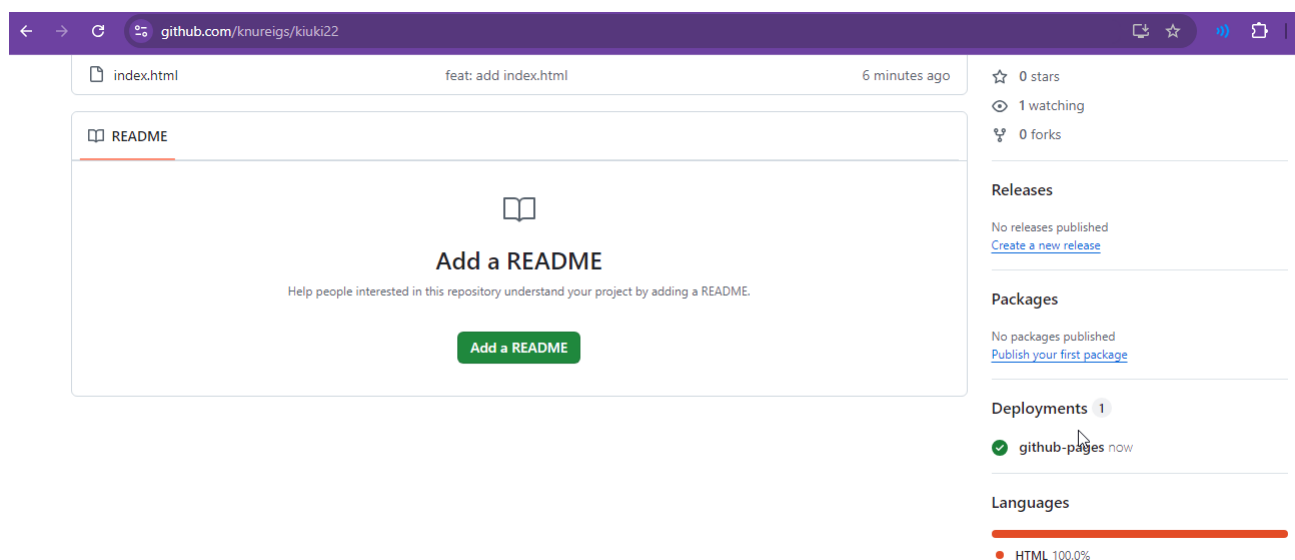 github.com/knureigs/kiuki22
index.html feat: add index.html 6 minutes ago
README
Add a README
Help people interested in this repository understand your project by adding a README.
Add a README
0 stars
1 watching
0 forks
Releases
No releases published
Create a new release
Packages
No packages published
Publish your first package
Deployments 1
github-pages now
Languages
HTML 100.0%